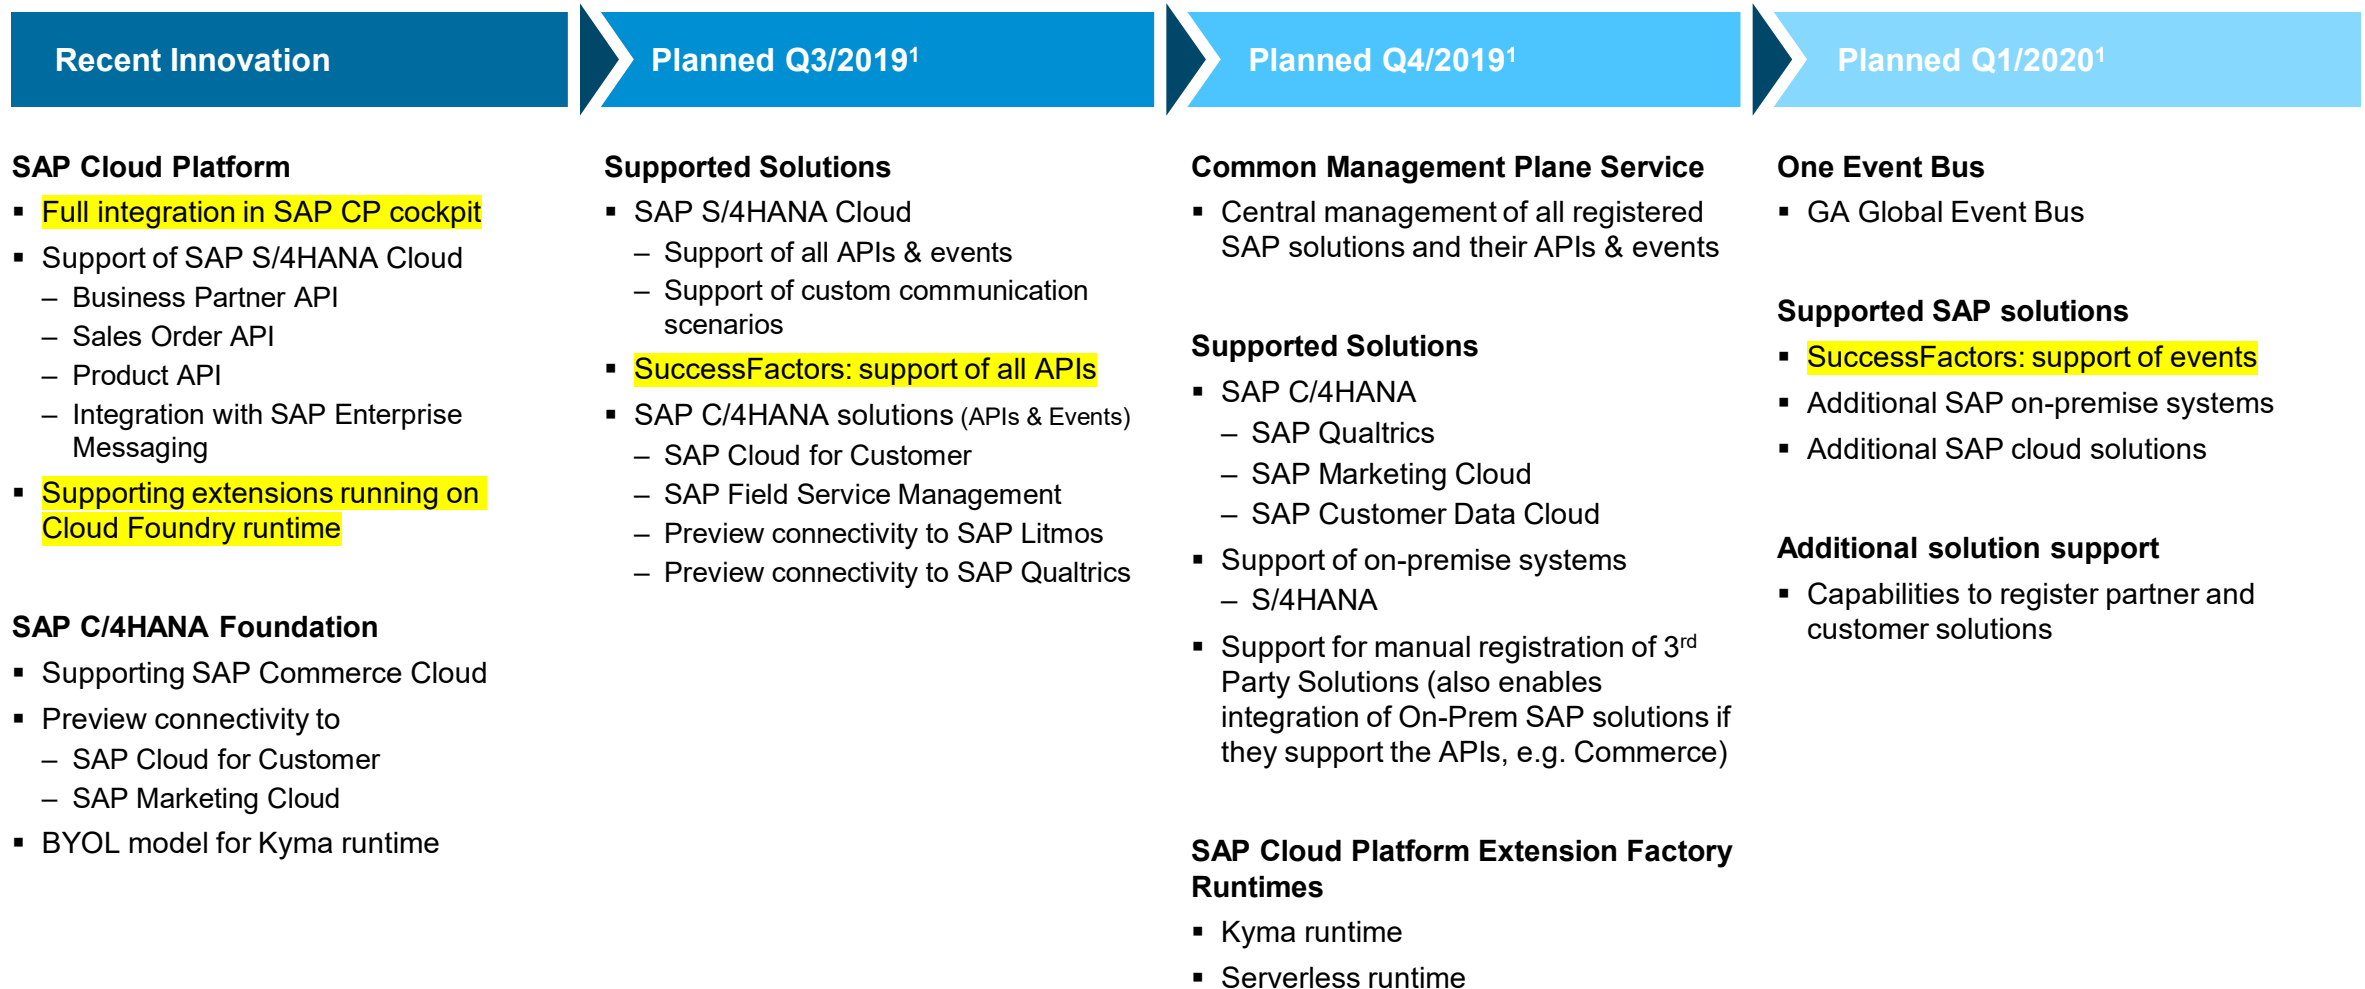 Recent Innovation
Planned Q3/2019¹
Planned Q4/2019¹
Planned Q1/2020¹
SAP Cloud Platform
▪ Full integration in SAP CP cockpit
▪ Support of SAP S/4HANA Cloud
– Business Partner API
– Sales Order API
– Product API
– Integration with SAP Enterprise
Messaging
▪ Supporting extensions running on
Cloud Foundry runtime
SAP C/4HANA Foundation
▪ Supporting SAP Commerce Cloud
▪ Preview connectivity to
– SAP Cloud for Customer
– SAP Marketing Cloud
▪ BYOL model for Kyma runtime
Supported Solutions
▪ SAP S/4HANA Cloud
– Support of all APIs & events
– Support of custom communication
scenarios
▪ SuccessFactors: support of all APIs
▪ SAP C/4HANA solutions (APIs & Events)
– SAP Cloud for Customer
– SAP Field Service Management
– Preview connectivity to SAP Litmos
– Preview connectivity to SAP Qualtrics
Common Management Plane Service
▪ Central management of all registered
SAP solutions and their APIs & events
Supported Solutions
▪ SAP C/4HANA
– SAP Qualtrics
– SAP Marketing Cloud
– SAP Customer Data Cloud
▪ Support of on-premise systems
– S/4HANA
▪ Support for manual registration of 3rd
Party Solutions (also enables
integration of On-Prem SAP solutions if
they support the APIs, e.g. Commerce)
SAP Cloud Platform Extension Factory
Runtimes
▪ Kyma runtime
▪ Serverless runtime
One Event Bus
▪ GA Global Event Bus
Supported SAP solutions
▪ SuccessFactors: support of events
▪ Additional SAP on-premise systems
▪ Additional SAP cloud solutions
Additional solution support
▪ Capabilities to register partner and
customer solutions